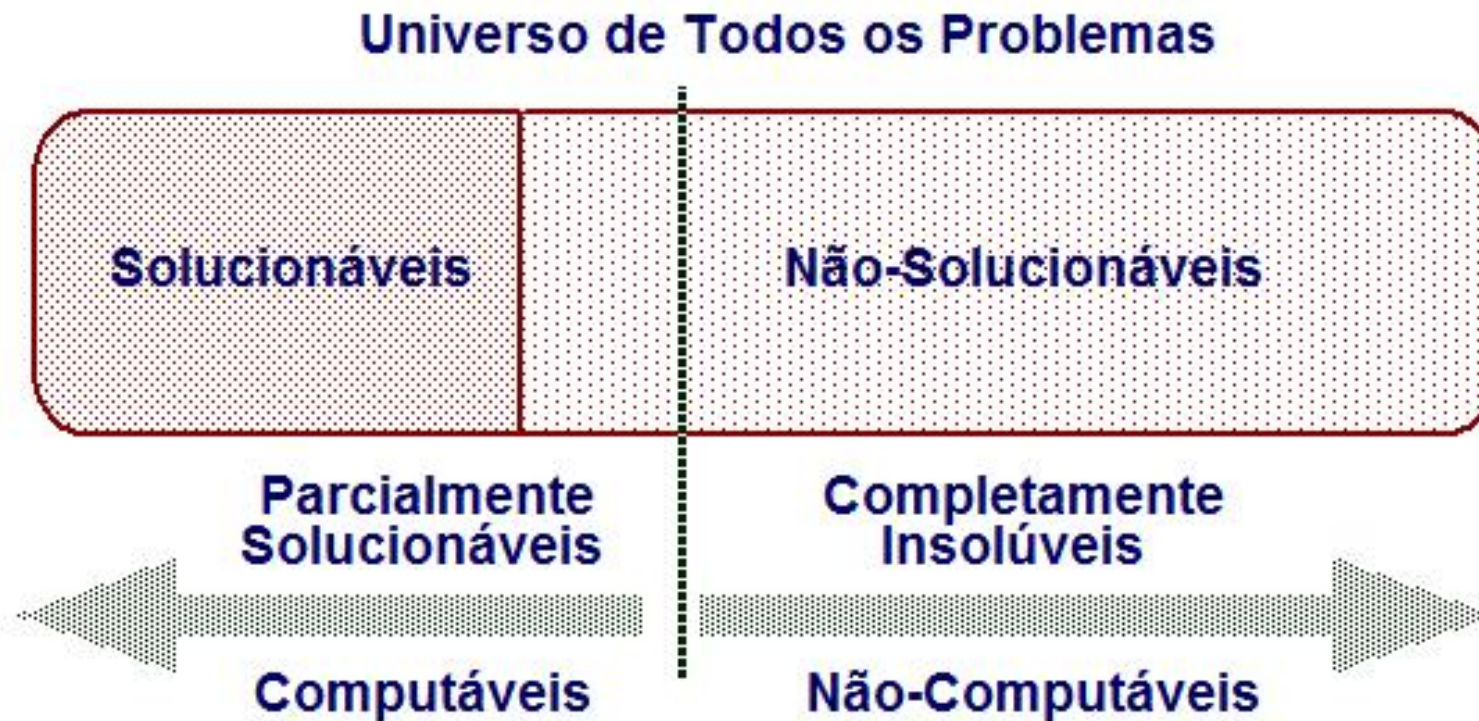 Universo de Todos os Problemas
Solucionáveis
Não-Solucionáveis
Parcialmente
Solucionáveis
Completamente
Insolúveis
Computáveis
Não-Computáveis